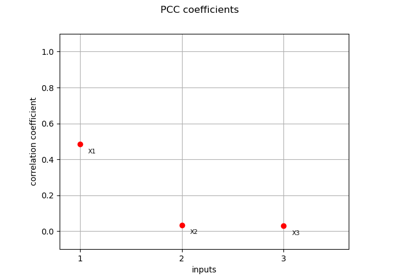 PCC coefficients
correlation coefficient
1.0
0.8
0.6
0.4
0.2
0.0
X1
X2
X3
1 2 3
inputs